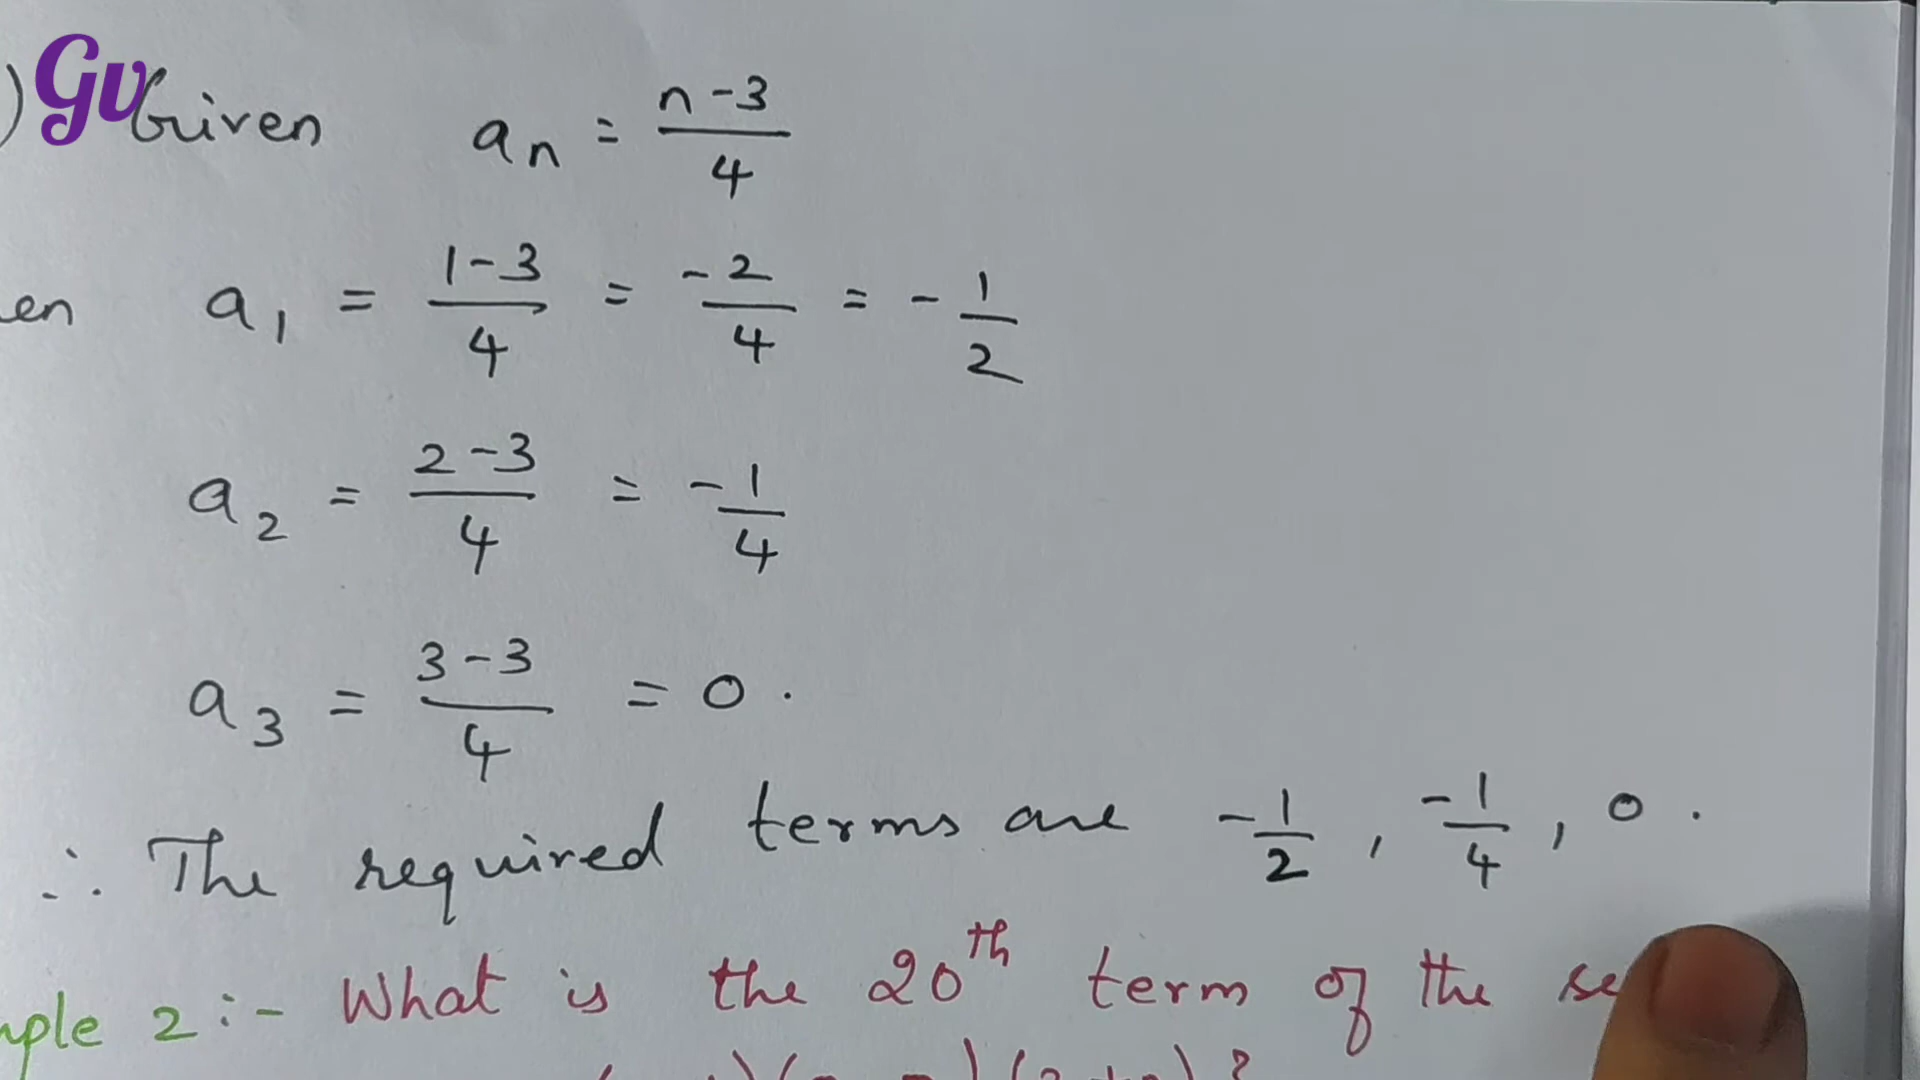 ) GV Given aₙ = (n-3)/4
en a₁ = (1-3)/4 = -2/4 = -1/2
a₂ = (2-3)/4 = -1/4
a₃ = (3-3)/4 = 0.
∴ The required terms are -1/2, -1/4, 0.
mple 2:- What is the 20th term of the se